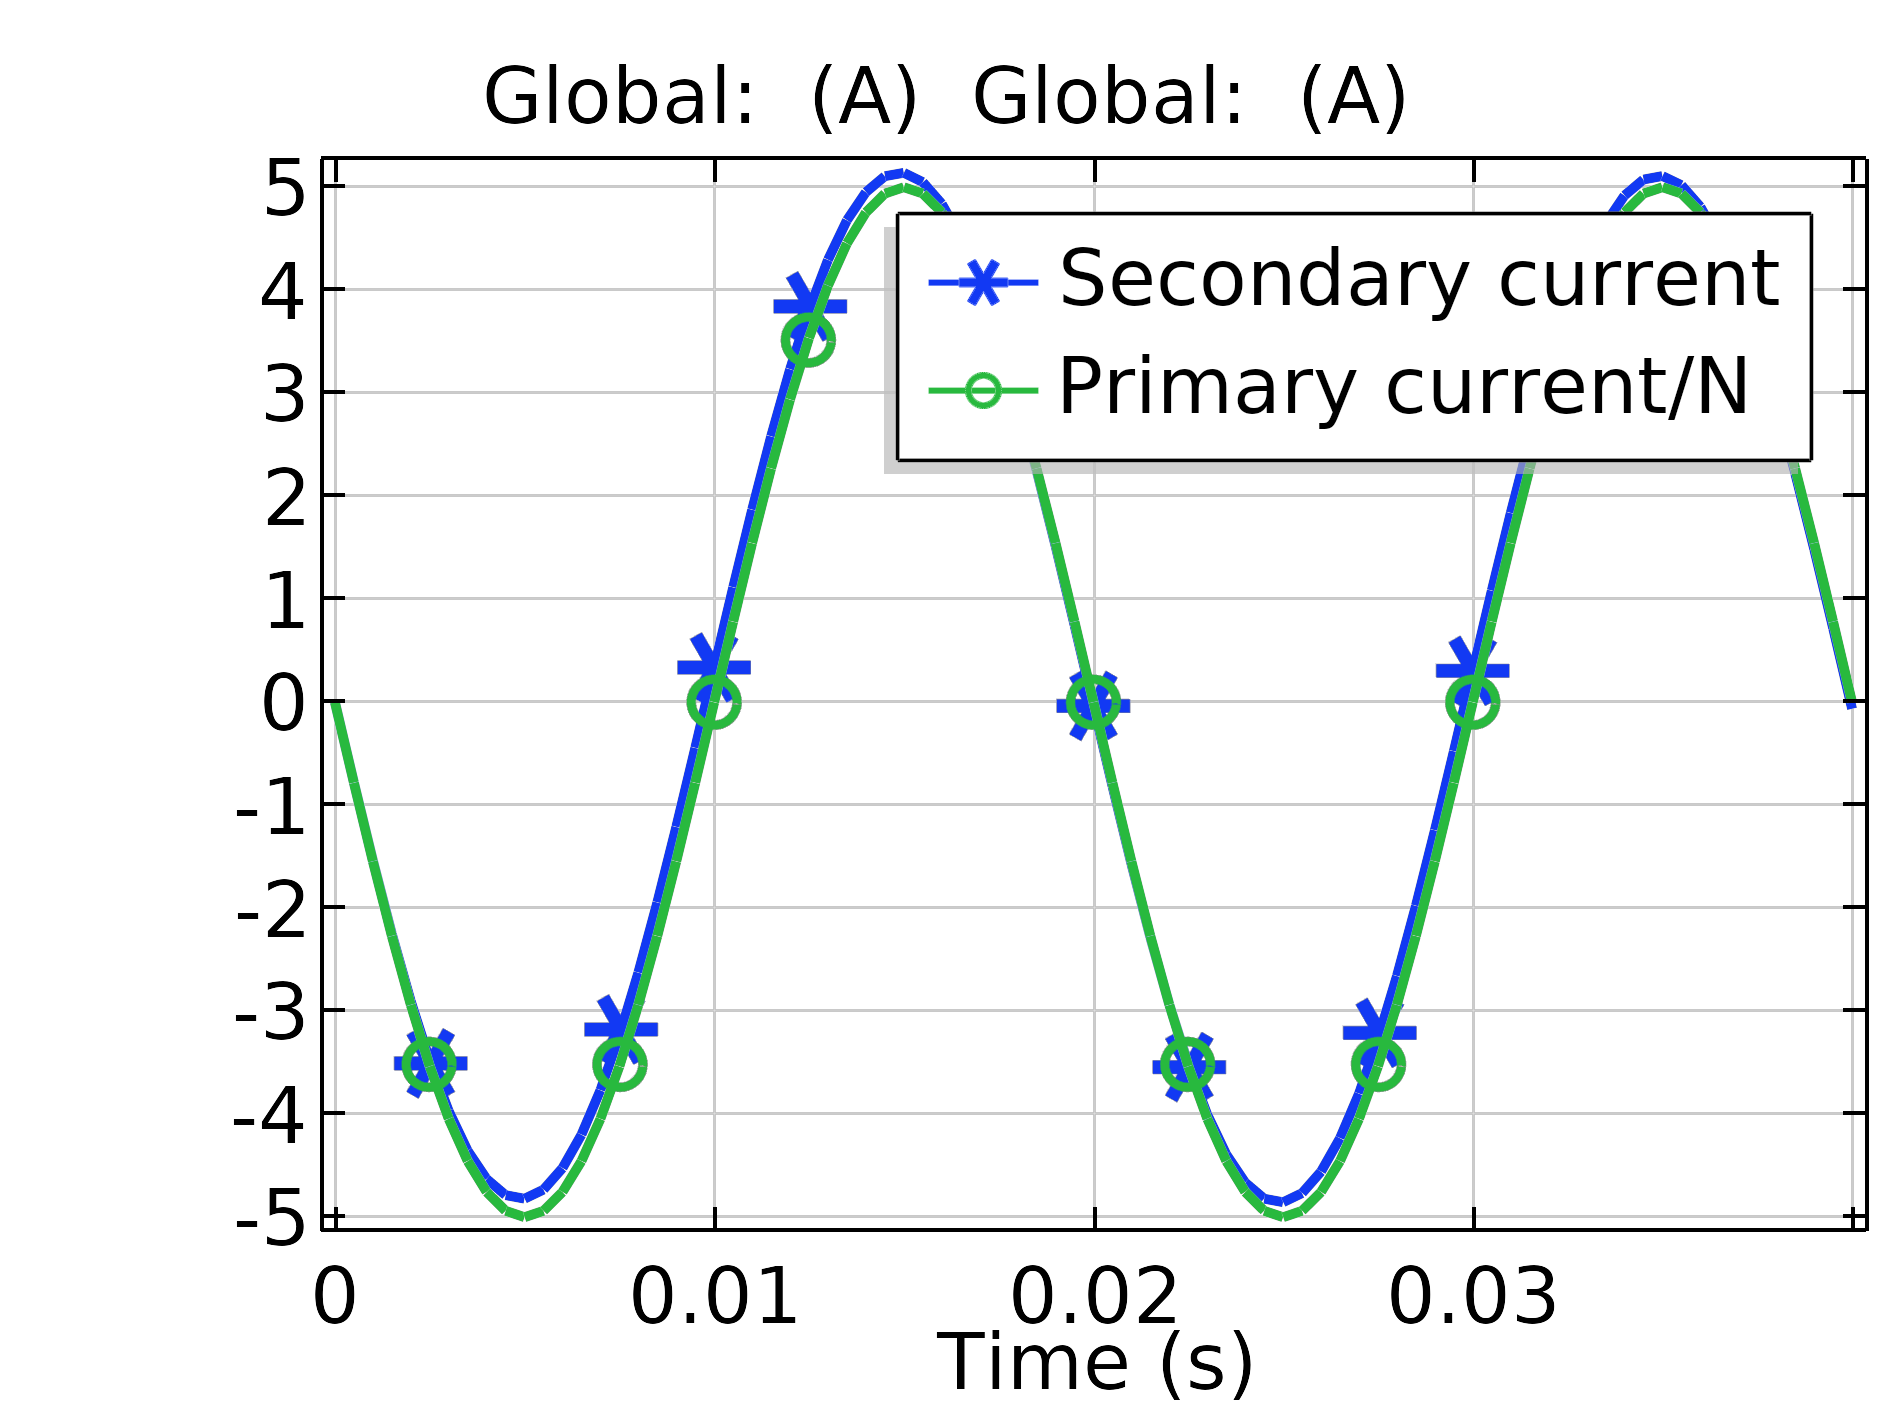 Global:  (A)  Global:  (A)
5
4
3
2
1
0
-1
-2
-3
-4
-5
Secondary current
Primary current/N
0 0.01 0.02 0.03
Time (s)